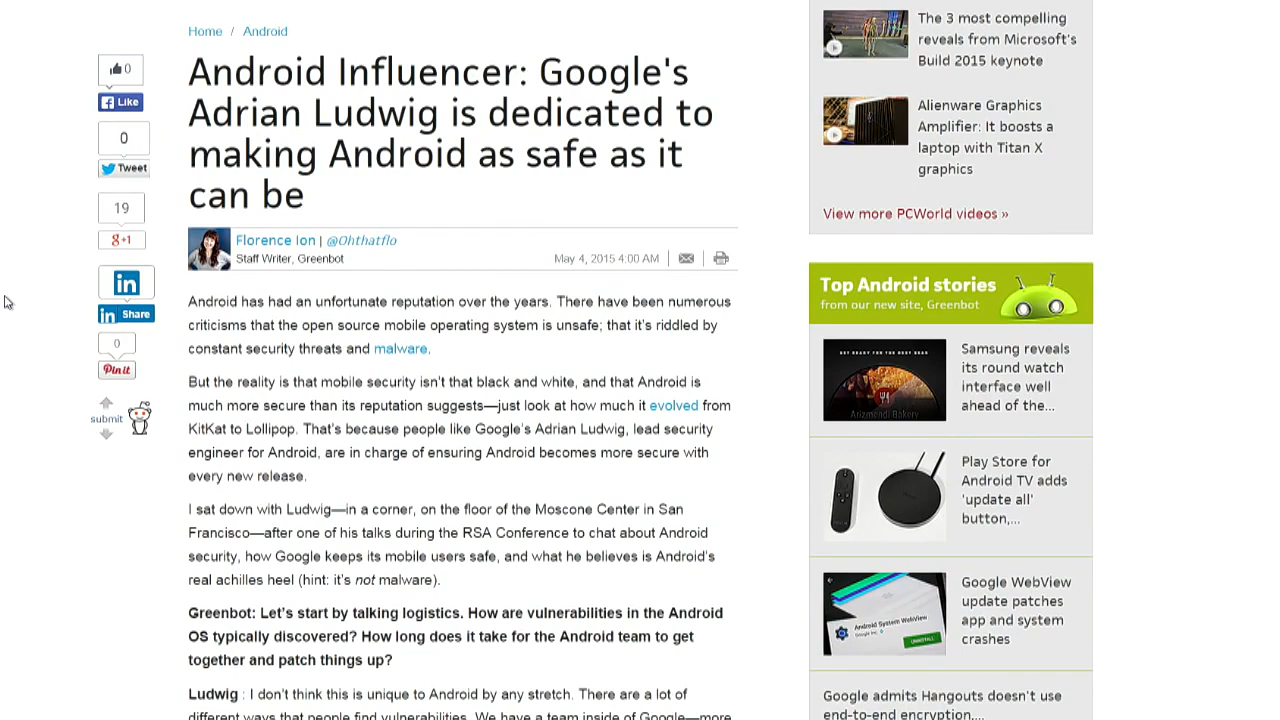 Home / Android
Android Influencer: Google's
Adrian Ludwig is dedicated to
making Android as safe as it
can be
0
Like
0
Tweet
19
g+1
in
in Share
0
Pin it
submit
Florence Ion | @Ohthatflo
Staff Writer, Greenbot
May 4, 2015 4:00 AM
Android has had an unfortunate reputation over the years. There have been numerous
criticisms that the open source mobile operating system is unsafe; that it's riddled by
constant security threats and malware.
But the reality is that mobile security isn't that black and white, and that Android is
much more secure than its reputation suggests—just look at how much it evolved from
KitKat to Lollipop. That's because people like Google's Adrian Ludwig, lead security
engineer for Android, are in charge of ensuring Android becomes more secure with
every new release.
I sat down with Ludwig—in a corner, on the floor of the Moscone Center in San
Francisco—after one of his talks during the RSA Conference to chat about Android
security, how Google keeps its mobile users safe, and what he believes is Android's
real achilles heel (hint: it's not malware).
Greenbot: Let's start by talking logistics. How are vulnerabilities in the Android
OS typically discovered? How long does it take for the Android team to get
together and patch things up?
Ludwig : I don't think this is unique to Android by any stretch. There are a lot of
different ways that people find vulnerabilities. We have a team inside of Google—more
The 3 most compelling
reveals from Microsoft's
Build 2015 keynote
Alienware Graphics
Amplifier: It boosts a
laptop with Titan X
graphics
View more PCWorld videos »
Top Android stories
from our new site, Greenbot
GET READY FOR THE BEST BEAR
Arizmendi Bakery
Samsung reveals
its round watch
interface well
ahead of the...
Play Store for
Android TV adds
'update all'
button,...
Android System WebView
Google Inc.
UNINSTALL
Google WebView
update patches
app and system
crashes
Google admits Hangouts doesn't use
end-to-end encryption,...